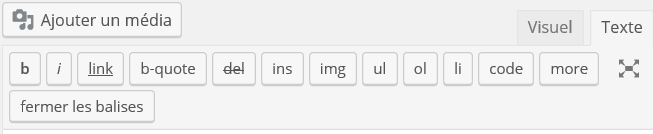 Ajouter un média
Visuel Texte
b i link b-quote del ins img ul ol li code more
fermer les balises